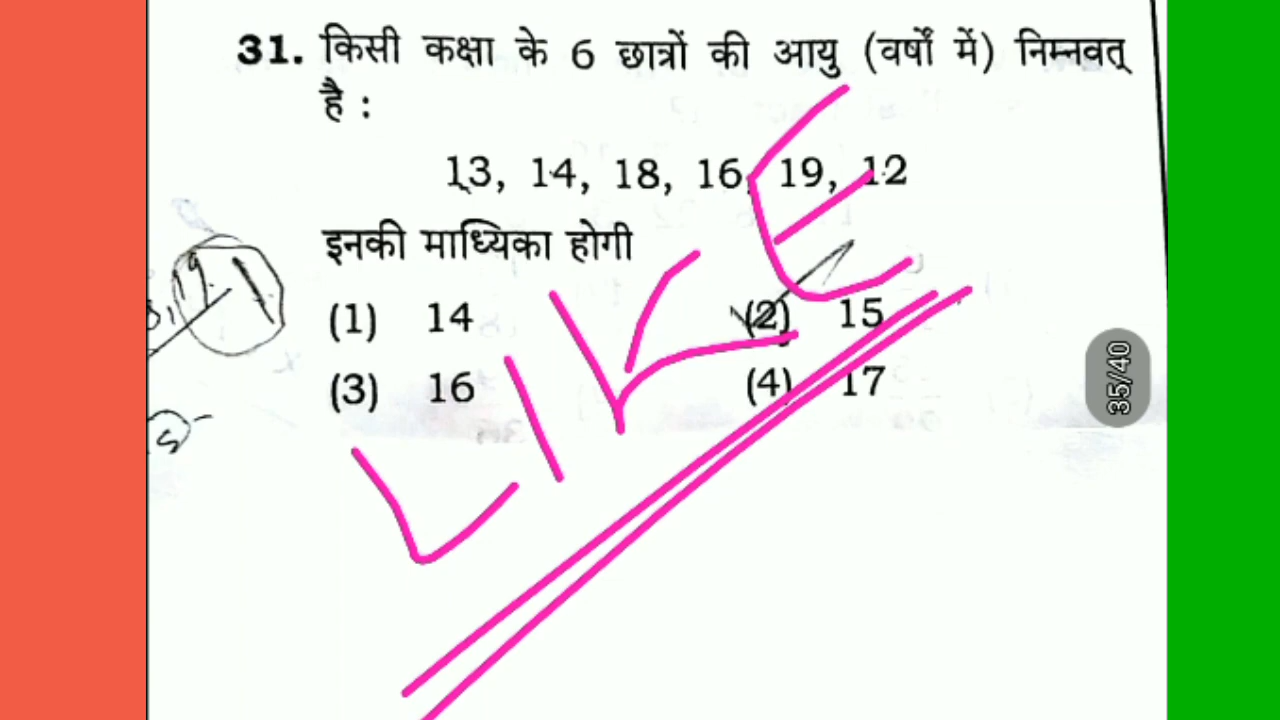 31. किसी कक्षा के 6 छात्रों की आयु (वर्षों में) निम्नवत्
है :
13, 14, 18, 16, 19, 12
इनकी माध्यिका होगी
(1) 14 (2) 15
(3) 16 (4) 17
LIKE
35/40